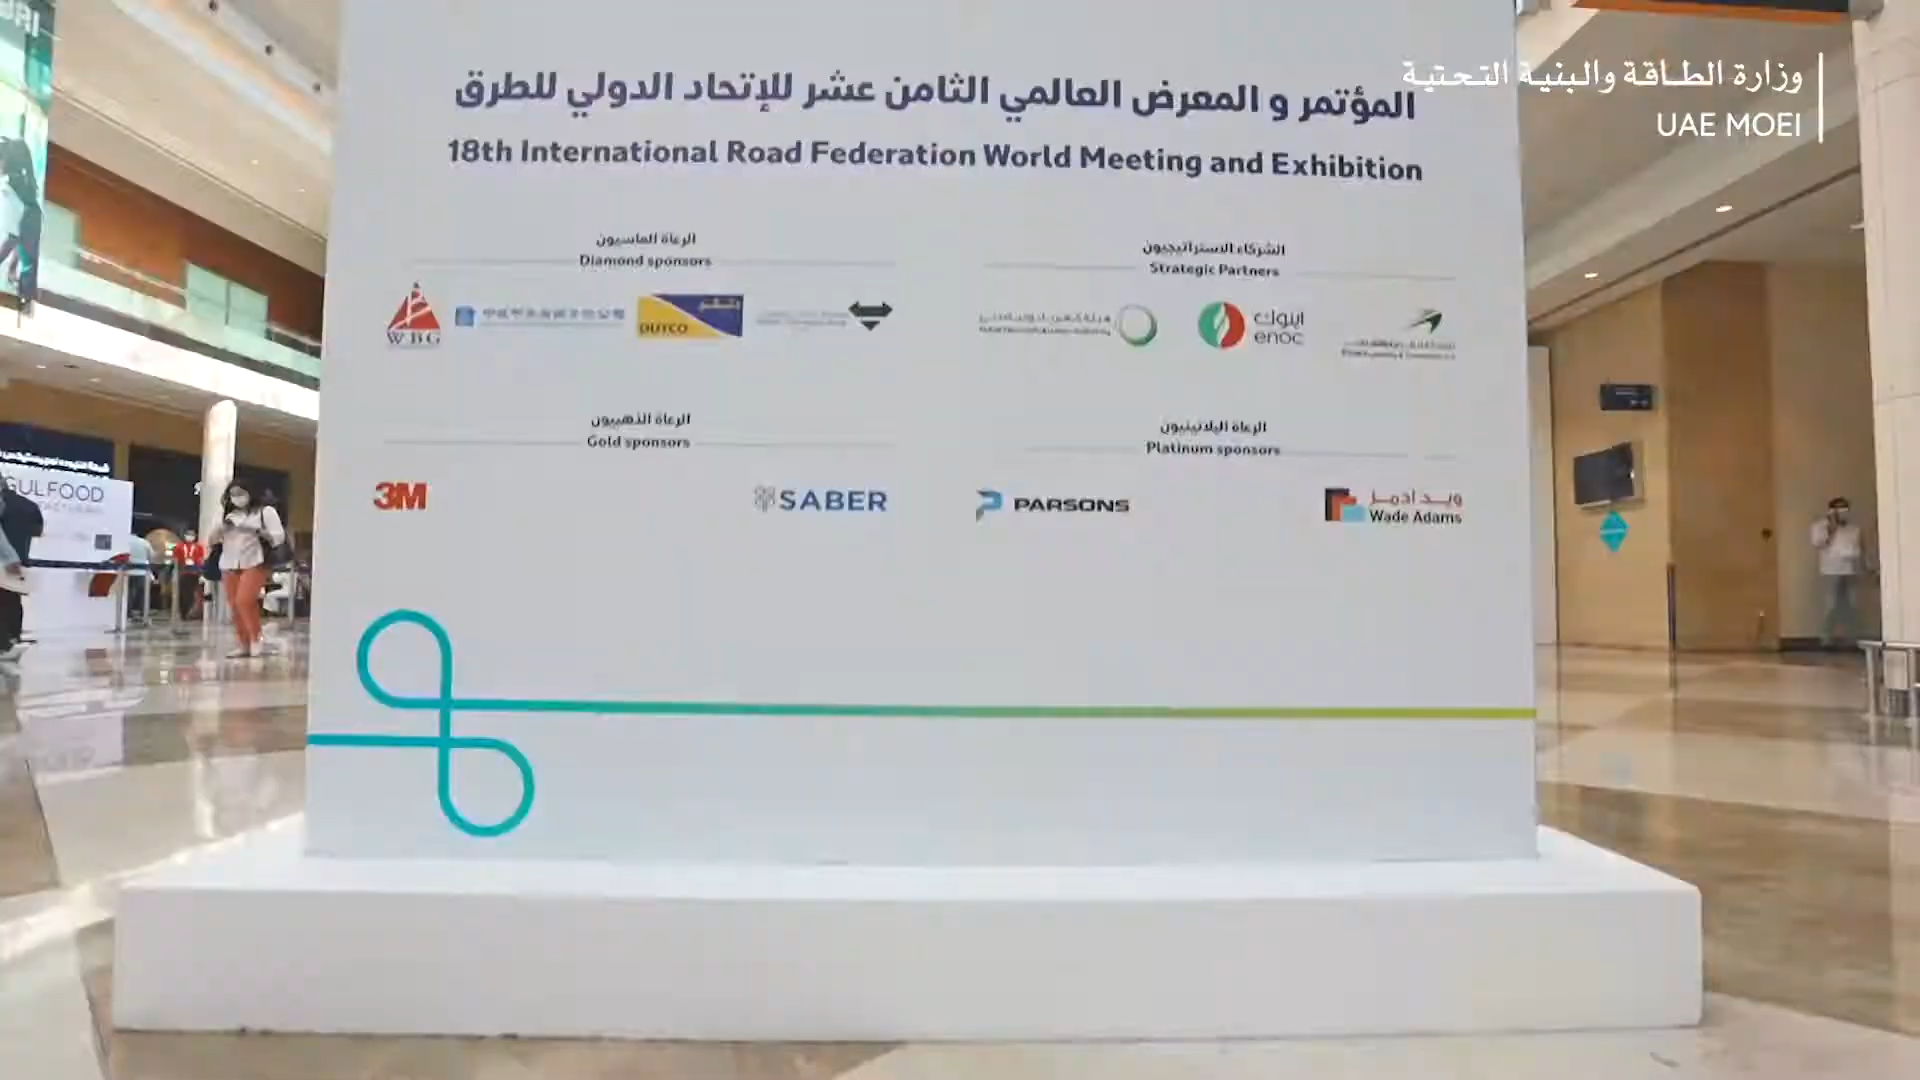 وزارة الطاقة والبنية التحتية
UAE MOEI
المؤتمر و المعرض العالمي الثامن عشر للإتحاد الدولي للطرق
18th International Road Federation World Meeting and Exhibition
الرعاة الماسيون
Diamond sponsors
WBG
DUTCO
الشركاء الاستراتيجيون
Strategic Partners
اينوك
enoc
الرعاة الذهبيون
Gold sponsors
3M
SABER
الرعاة البلاتينيون
Platinum sponsors
PARSONS
ويد ادمز
Wade Adams
GULFOOD